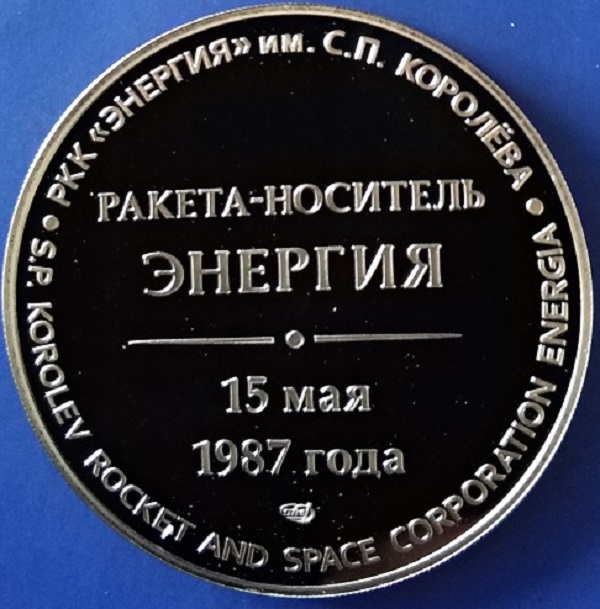 РКК «ЭНЕРГИЯ» им. С.П. КОРОЛЁВА
РАКЕТА-НОСИТЕЛЬ
ЭНЕРГИЯ
15 мая
1987 года
S.P. KOROLEV ROCKET AND SPACE CORPORATION ENERGIA